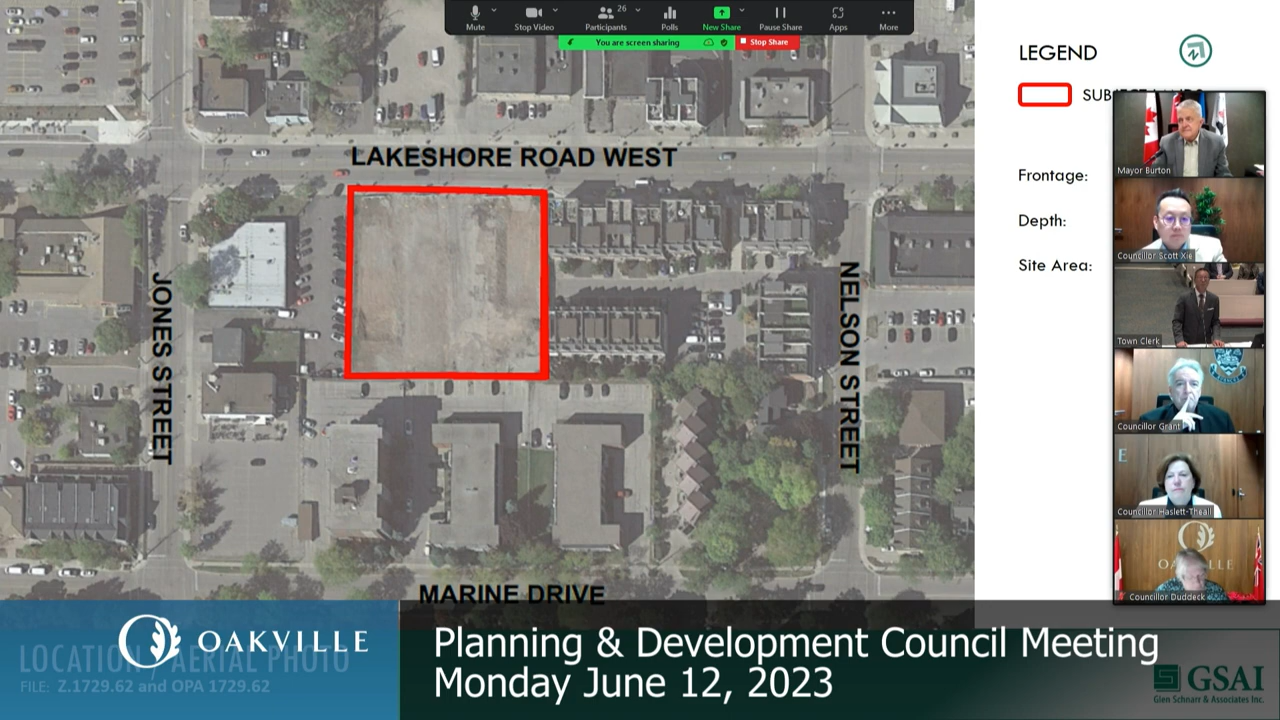 26
Mute
Stop Video
Participants
Polls
New Share
Pause Share
Apps
More
You are screen sharing
Stop Share
LEGEND
LAKESHORE ROAD WEST
JONES STREET
NELSON STREET
MARINE DRIVE
Frontage:
Depth:
Site Area:
Mayor Burton
Councillor Scott Xie
Town Clerk
Councillor Grant
Councillor Haslett-Theall
Councillor Duddeck
OAKVILLE
LOCATION / AERIAL PHOTO
FILE: Z.1729.62 and OPA 1729.62
Planning & Development Council Meeting
Monday June 12, 2023
GSAI
Glen Schnarr & Associates Inc.